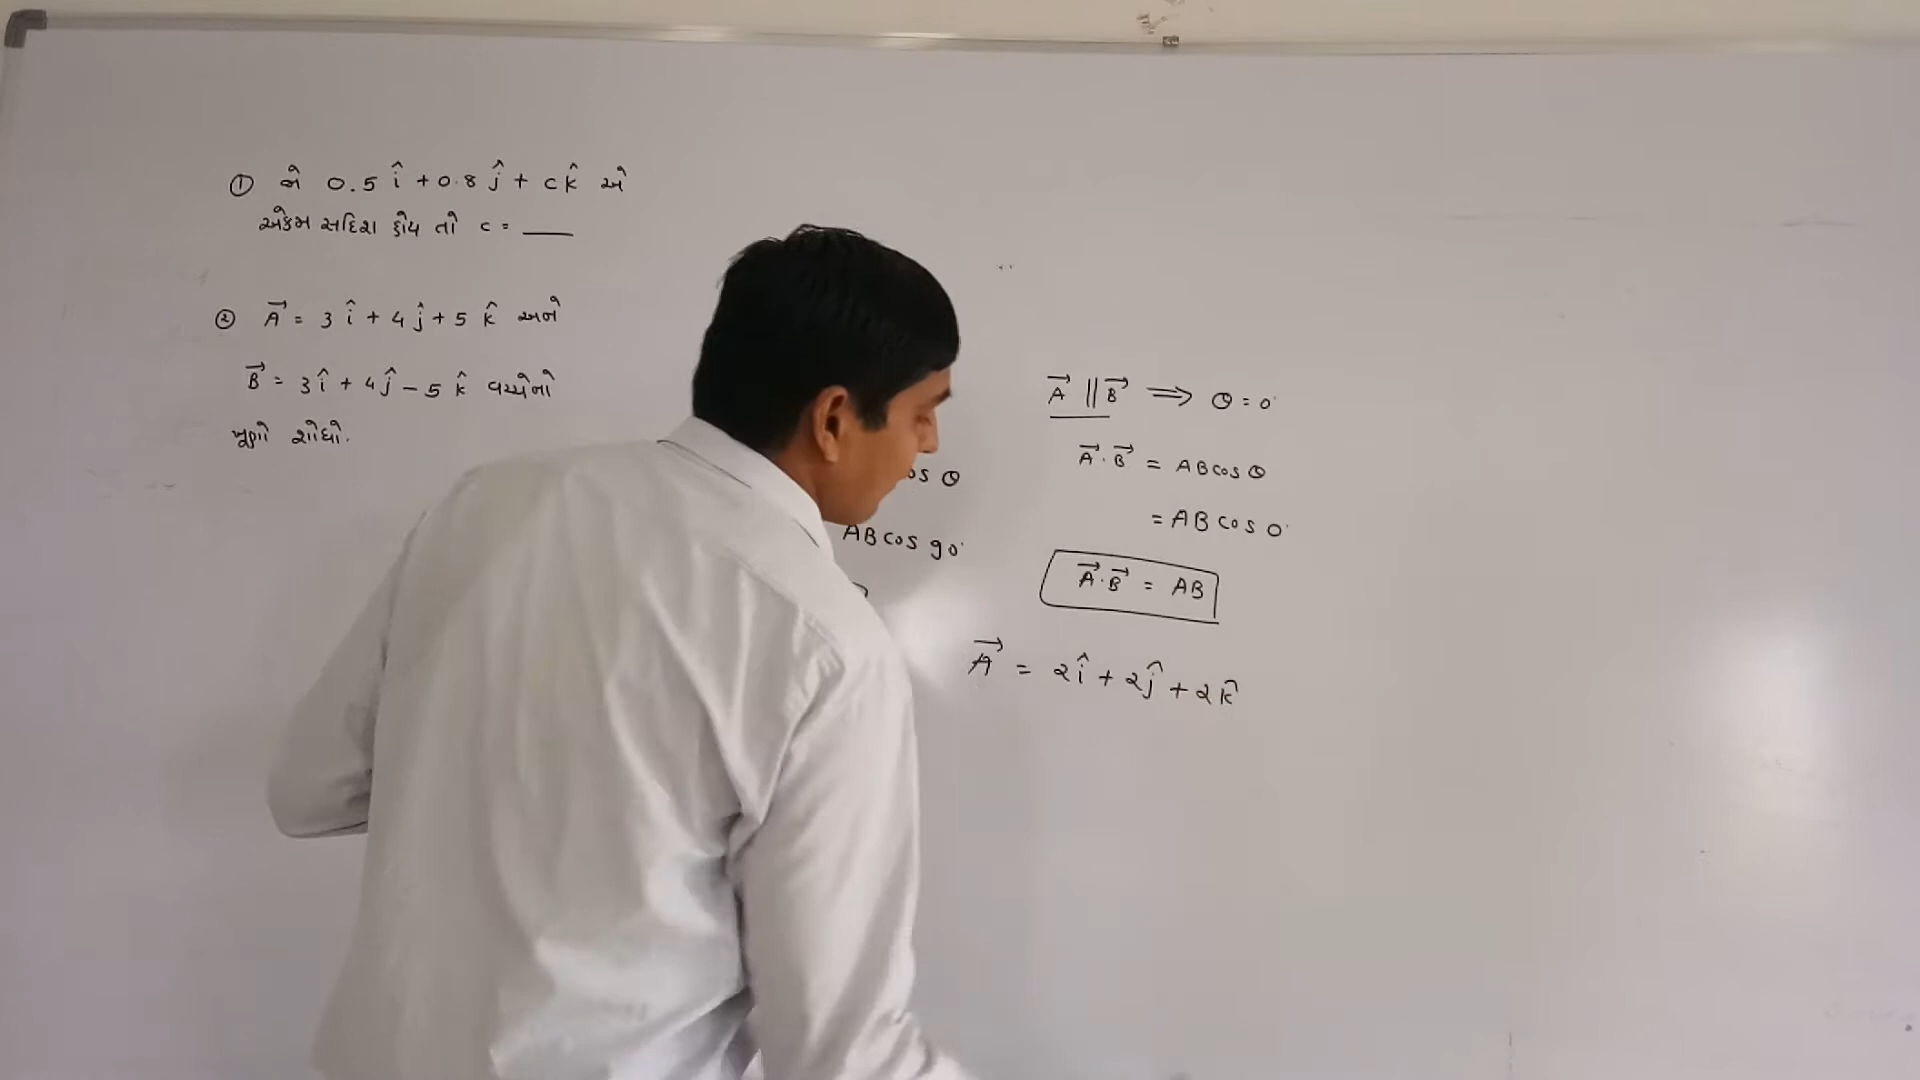 ① જો 0.5 î + 0.8 ĵ + c k̂ એ
એકમ સદિશ હોય તો c = ____
② A⃗ = 3 î + 4 ĵ + 5 k̂ અને
B⃗ = 3 î + 4 ĵ – 5 k̂ વચ્ચેનો
ખૂણો શોધો.
os θ
AB cos 90°
A⃗ || B⃗ ⟹ θ = 0°
A⃗ · B⃗ = AB cos θ
= AB cos 0°
A⃗ · B⃗ = AB
A⃗ = 2 î + 2 ĵ + 2 k̂